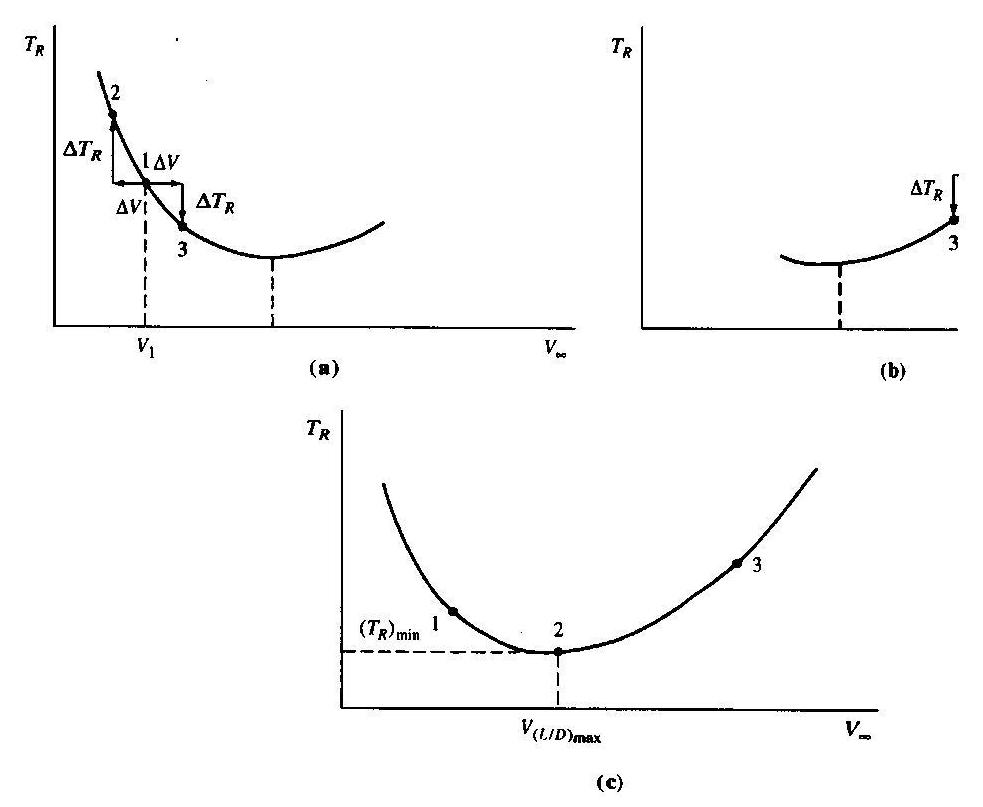 T_R
2
ΔT_R
1 ΔV
ΔV
ΔT_R
3
V_1
V_∞
(a)
T_R
ΔT_R
3
(b)
T_R
(T_R)_min
1
2
3
V_(L/D)max
V_∞
(c)